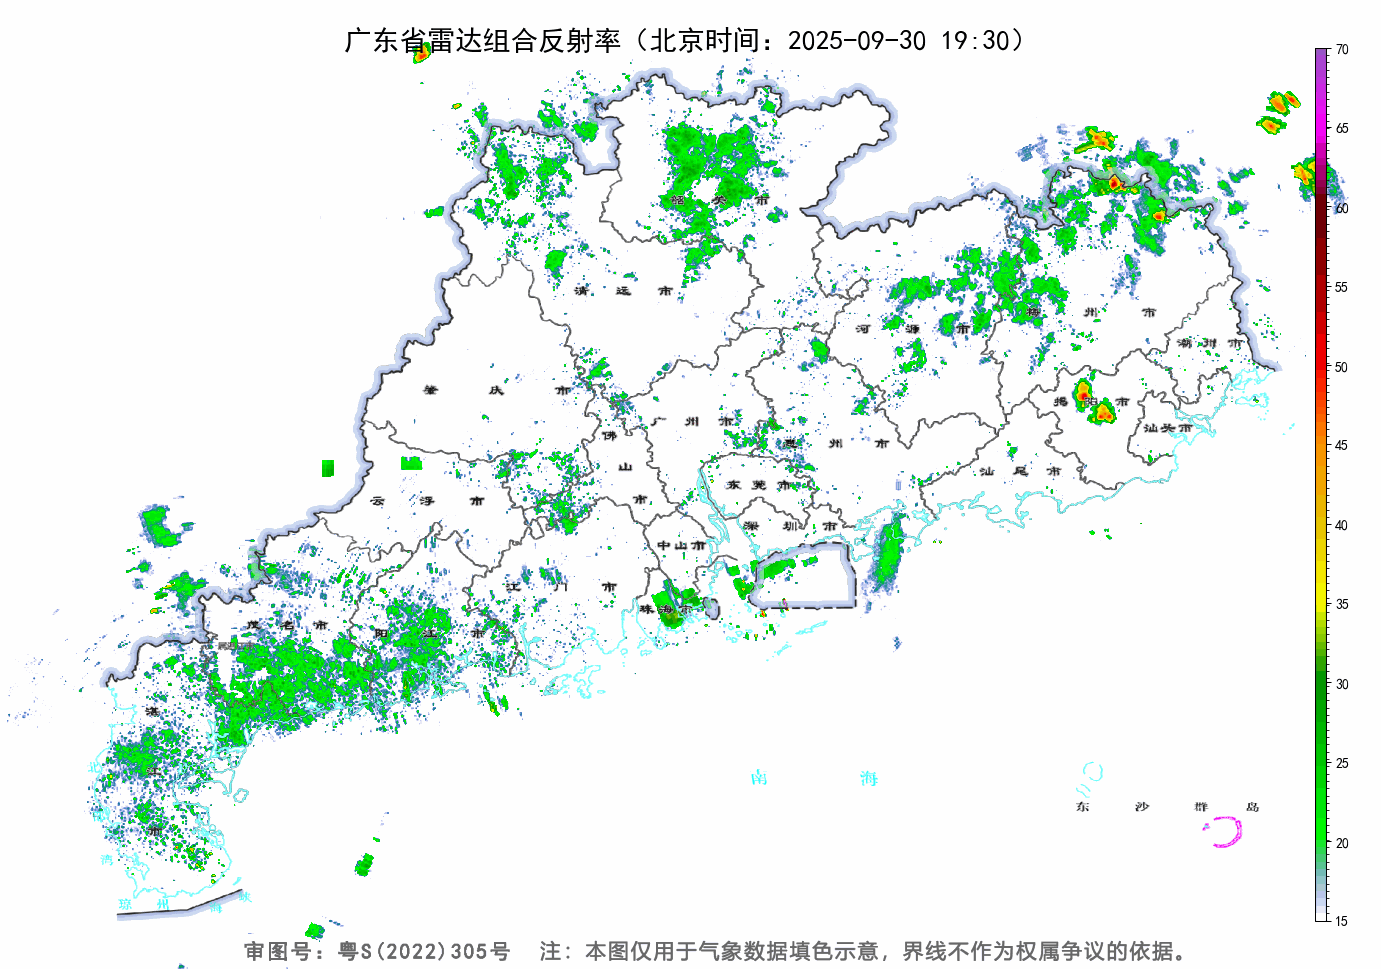 广东省雷达组合反射率（北京时间：2025-09-30 19:30）
70
65
60
55
50
45
40
35
30
25
20
15
韶关市
清远市
河源市
梅州市
潮州市
肇庆市
揭阳市
广州市
汕头市
佛山市
惠州市
云浮市
东莞市
汕尾市
深圳市
中山市
江门市
珠海市
茂名市
阳江市
湛江市
北部湾
琼州海峡
南海
东沙群岛
审图号：粤S(2022)305号 注：本图仅用于气象数据填色示意，界线不作为权属争议的依据。